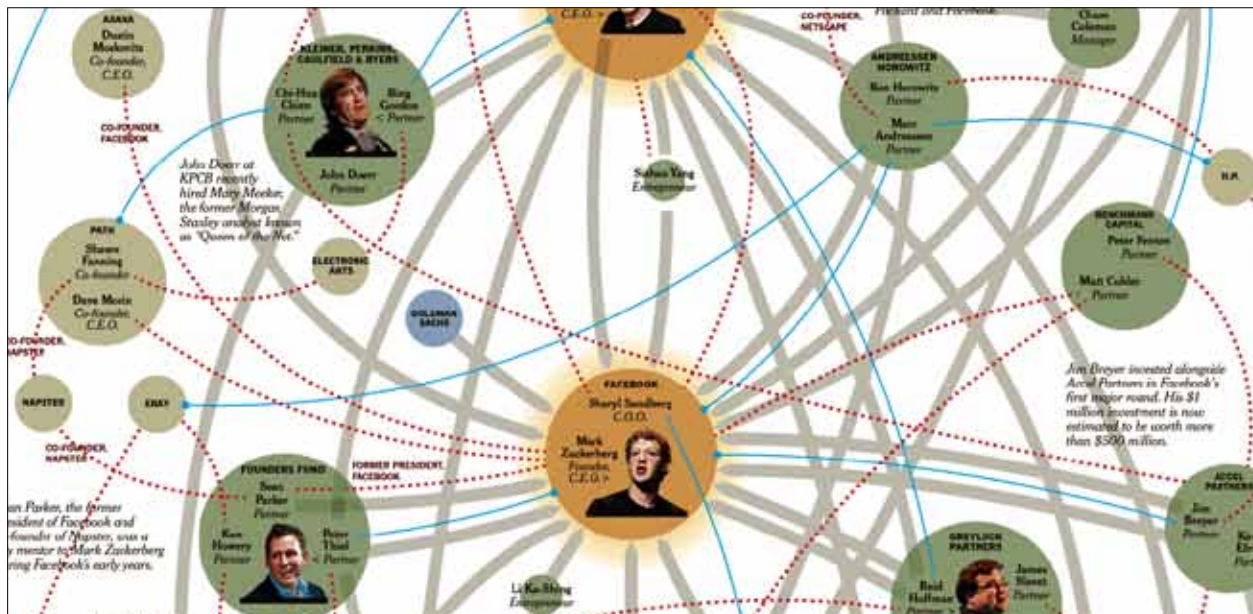 ASANA
Dustin
Moskovitz
Co-founder,
C.E.O.
CO-FOUNDER,
FACEBOOK
KLEINER, PERKINS,
CAULFIELD & BYERS
Chi-Hua
Chien
Partner
Bing
Gordon
< Partner
John Doerr
Partner
John Doerr at
KPCB recently
hired Mary Meeker,
the former Morgan
Stanley analyst known
as "Queen of the Net."
C.E.O. >
CO-FOUNDER,
NETSCAPE
Packard and Facebook.
Chase
Coleman
Manager
ANDREESSEN
HOROWITZ
Ben Horowitz
Partner
Marc
Andreessen
Partner
H.P.
Suhao Yang
Entrepreneur
BENCHMARK
CAPITAL
Peter Fenton
Partner
Matt Cohler
Partner
PATH
Shawn
Fanning
Co-founder
Dave Morin
Co-founder,
C.E.O.
ELECTRONIC
ARTS
GOLDMAN
SACHS
CO-FOUNDER,
NAPSTER
NAPSTER
EBAY
CO-FOUNDER,
NAPSTER
FORMER PRESIDENT,
FACEBOOK
FACEBOOK
Sheryl Sandberg
C.O.O.
Mark
Zuckerberg
Founder,
C.E.O. >
Jim Breyer invested alongside
Accel Partners in Facebook's
first major round. His $1
million investment is now
estimated to be worth more
than $500 million.
FOUNDERS FUND
Sean
Parker
Partner
Ken
Howery
Partner
Peter
Thiel
< Partner
an Parker, the former
esident of Facebook and
-founder of Napster, was a
y mentor to Mark Zuckerberg
ring Facebook's early years.
Li Ka-Shing
Entrepreneur
GREYLOCK
PARTNERS
Reid
Hoffman
Partner
James
Slavet
Partner
ACCEL
PARTNERS
Jim
Breyer
Partner